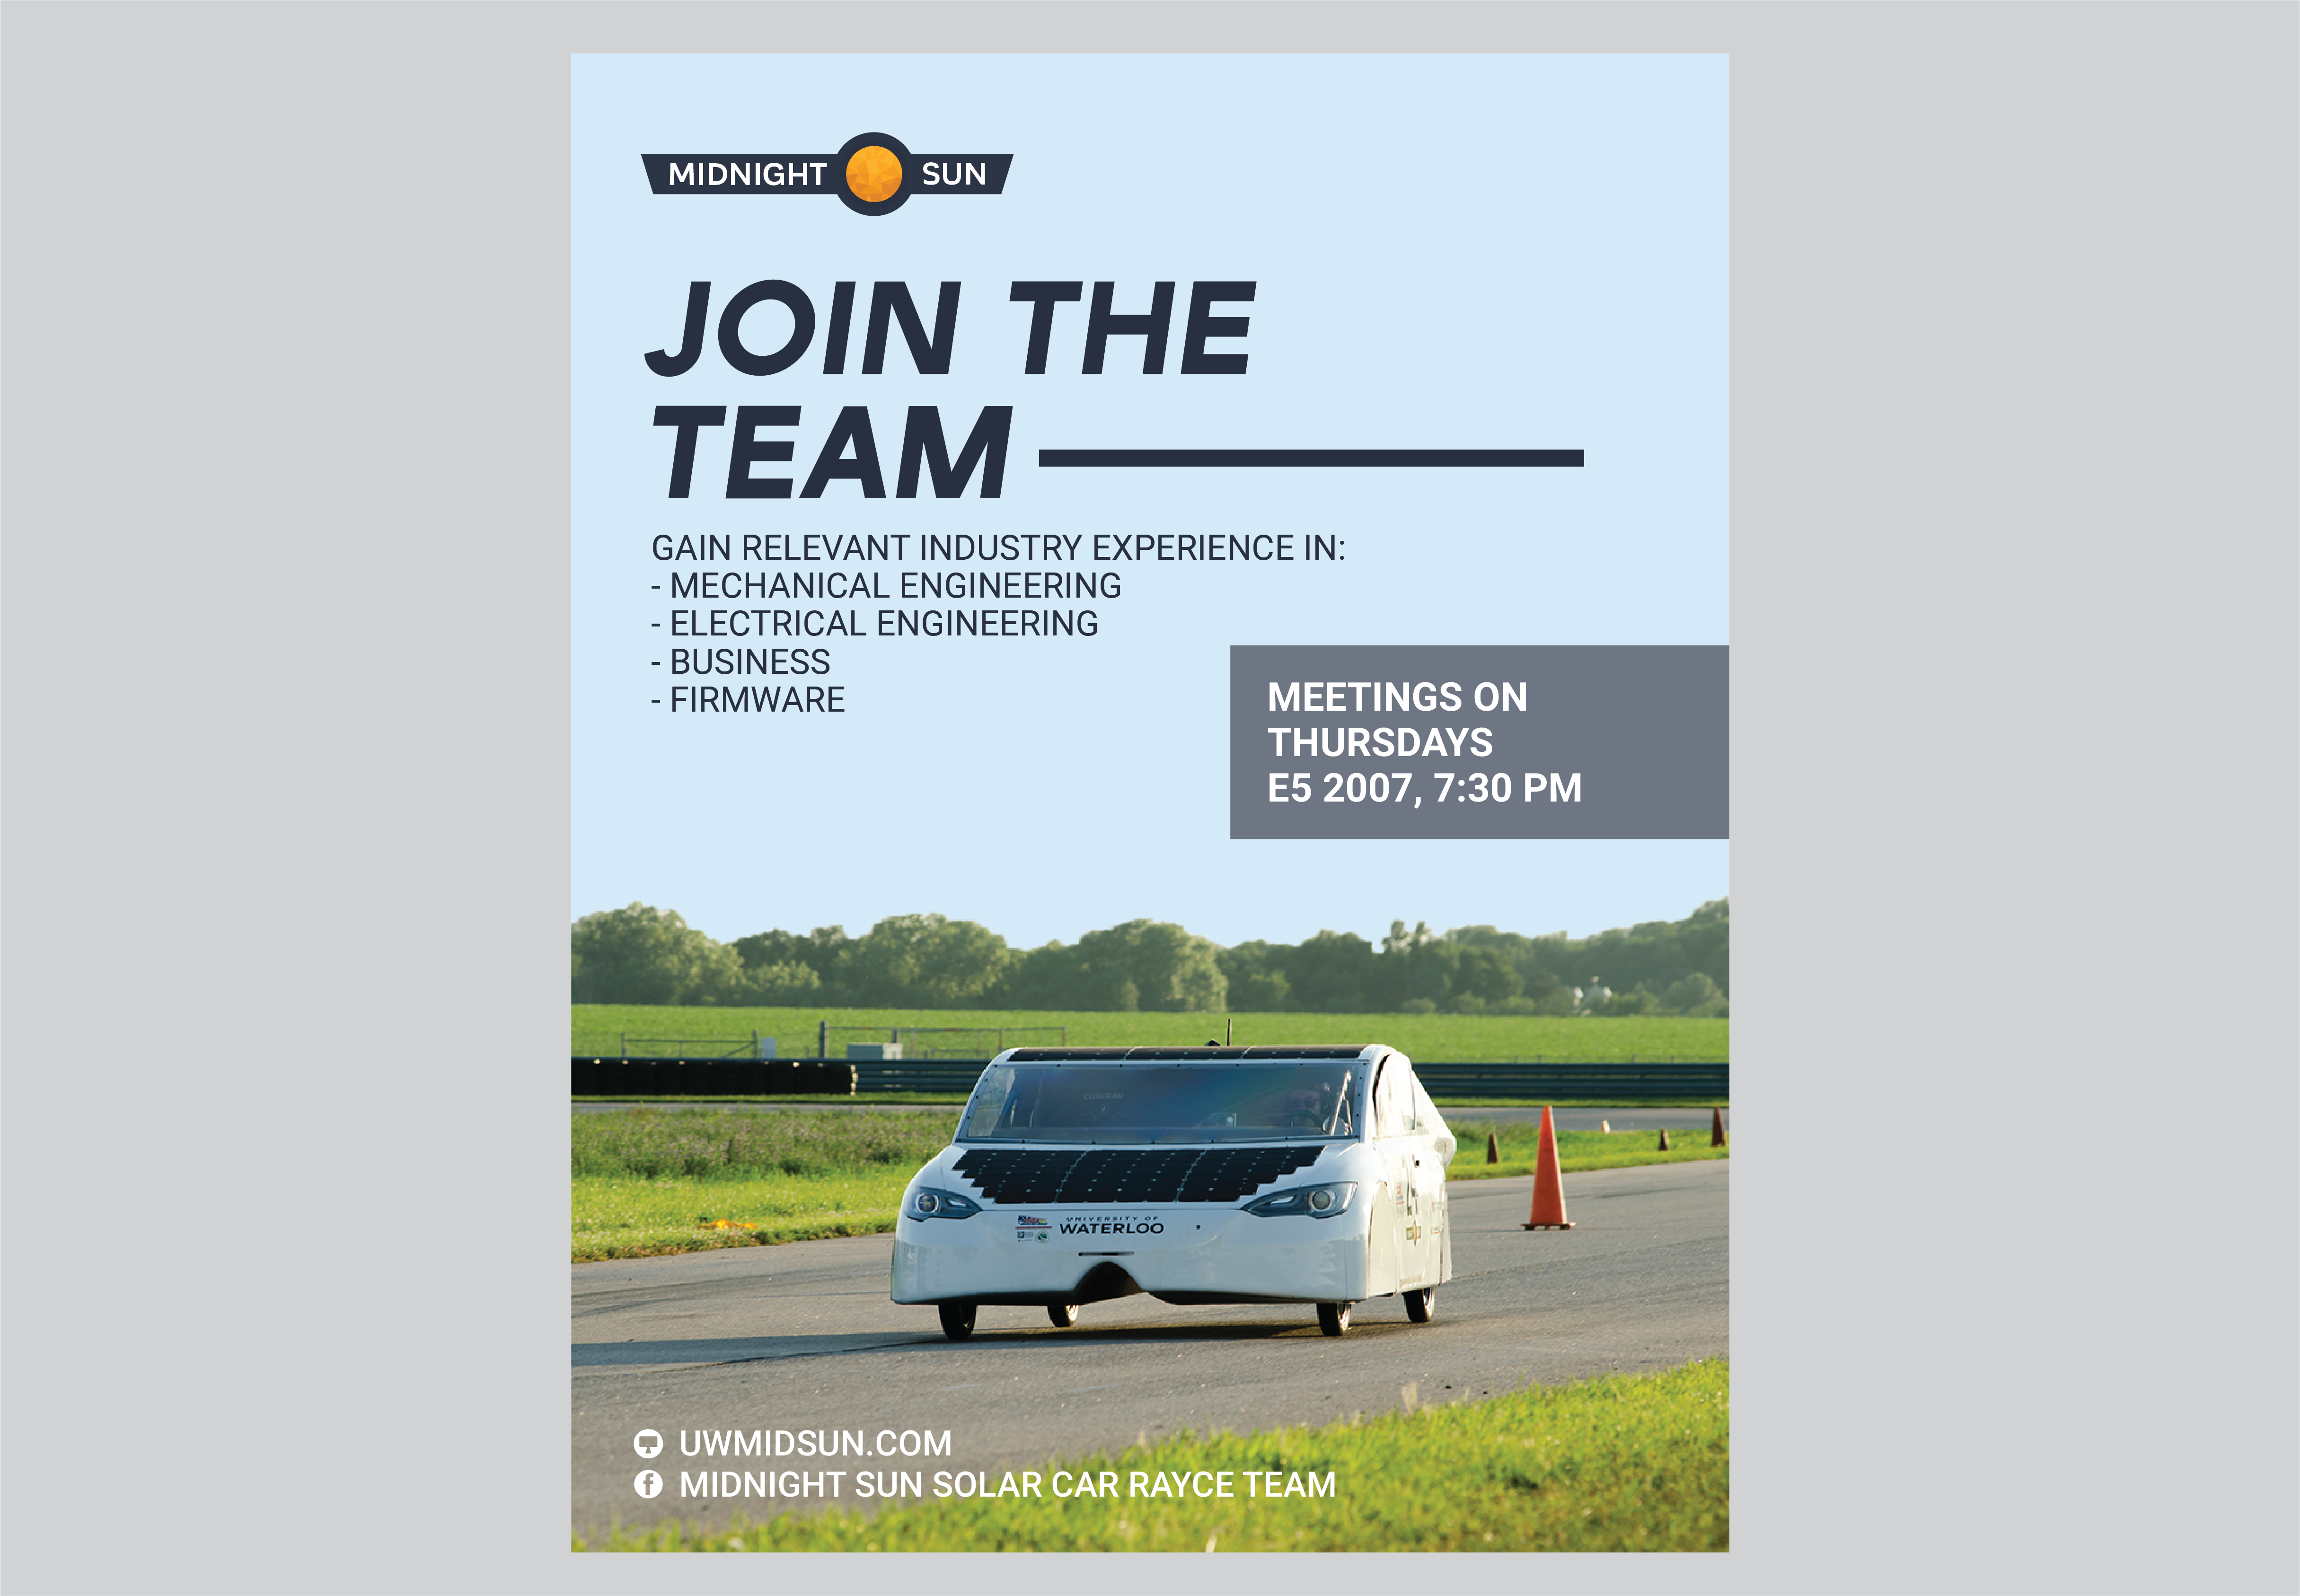 MIDNIGHT SUN
JOIN THE
TEAM
GAIN RELEVANT INDUSTRY EXPERIENCE IN:
- MECHANICAL ENGINEERING
- ELECTRICAL ENGINEERING
- BUSINESS
- FIRMWARE
MEETINGS ON
THURSDAYS
E5 2007, 7:30 PM
UNIVERSITY OF
WATERLOO
UWMIDSUN.COM
MIDNIGHT SUN SOLAR CAR RAYCE TEAM